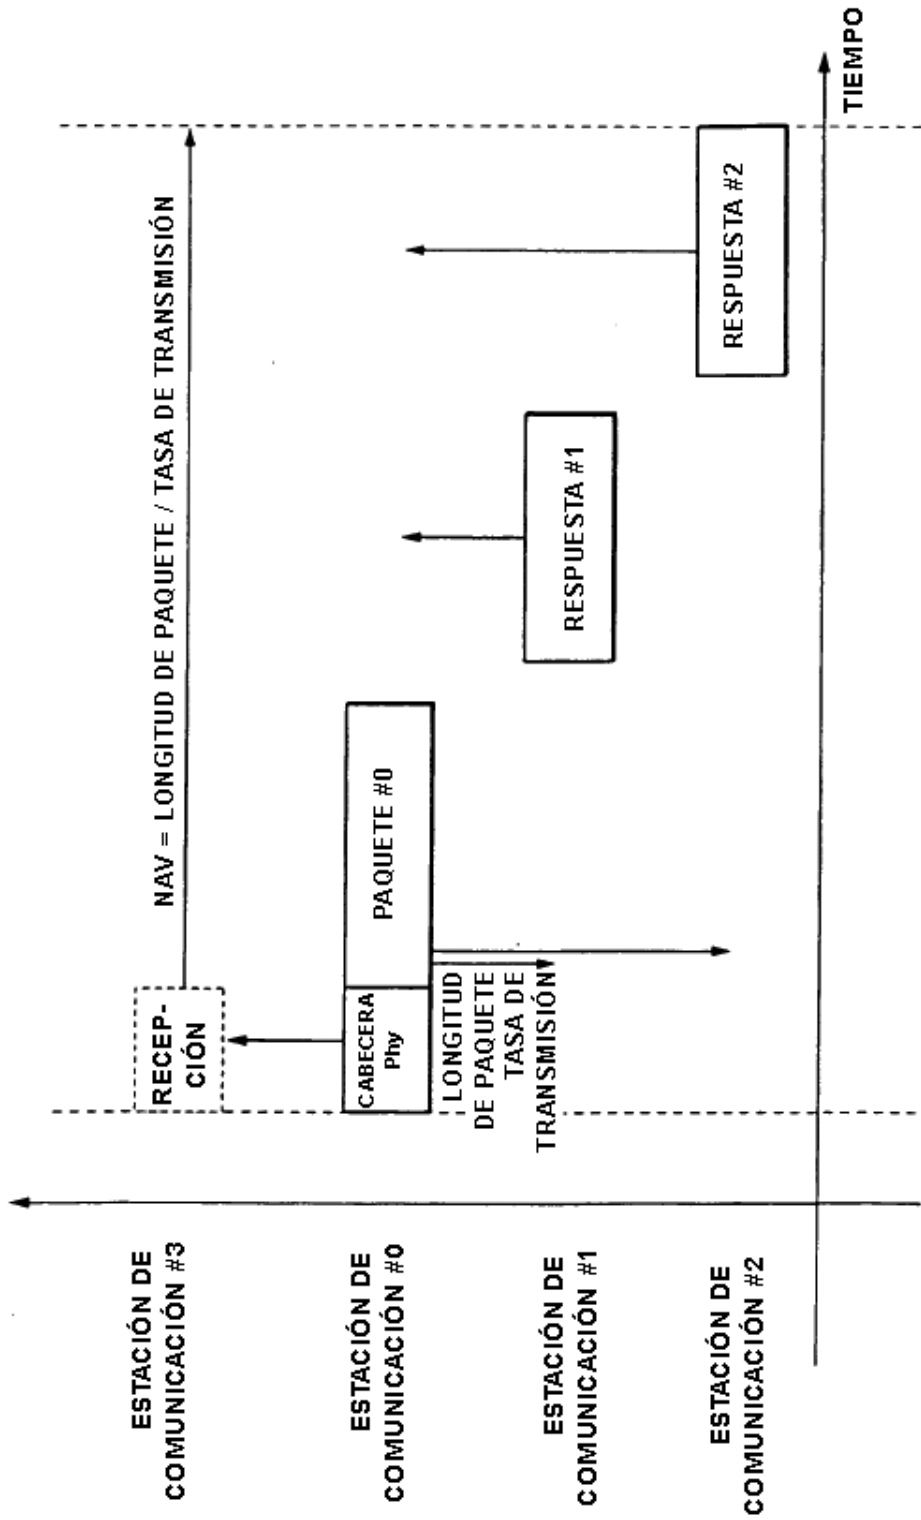 ESTACIÓN DE
COMUNICACIÓN #3
RECEP-
CIÓN
NAV = LONGITUD DE PAQUETE / TASA DE TRANSMISIÓN
ESTACIÓN DE
COMUNICACIÓN #0
CABECERA
Phy
PAQUETE #0
LONGITUD
DE PAQUETE
TASA DE
TRANSMISIÓN
ESTACIÓN DE
COMUNICACIÓN #1
RESPUESTA #1
ESTACIÓN DE
COMUNICACIÓN #2
RESPUESTA #2
TIEMPO